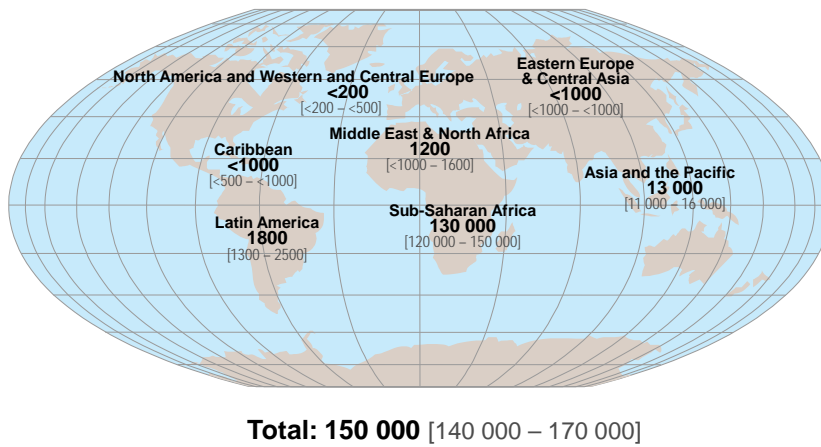 North America and Western and Central Europe
<200
[<200 – <500]
Eastern Europe
& Central Asia
<1000
[<1000 – <1000]
Middle East & North Africa
1200
[<1000 – 1600]
Caribbean
<1000
[<500 – <1000]
Asia and the Pacific
13 000
[11 000 – 16 000]
Latin America
1800
[1300 – 2500]
Sub-Saharan Africa
130 000
[120 000 – 150 000]
Total: 150 000 [140 000 – 170 000]